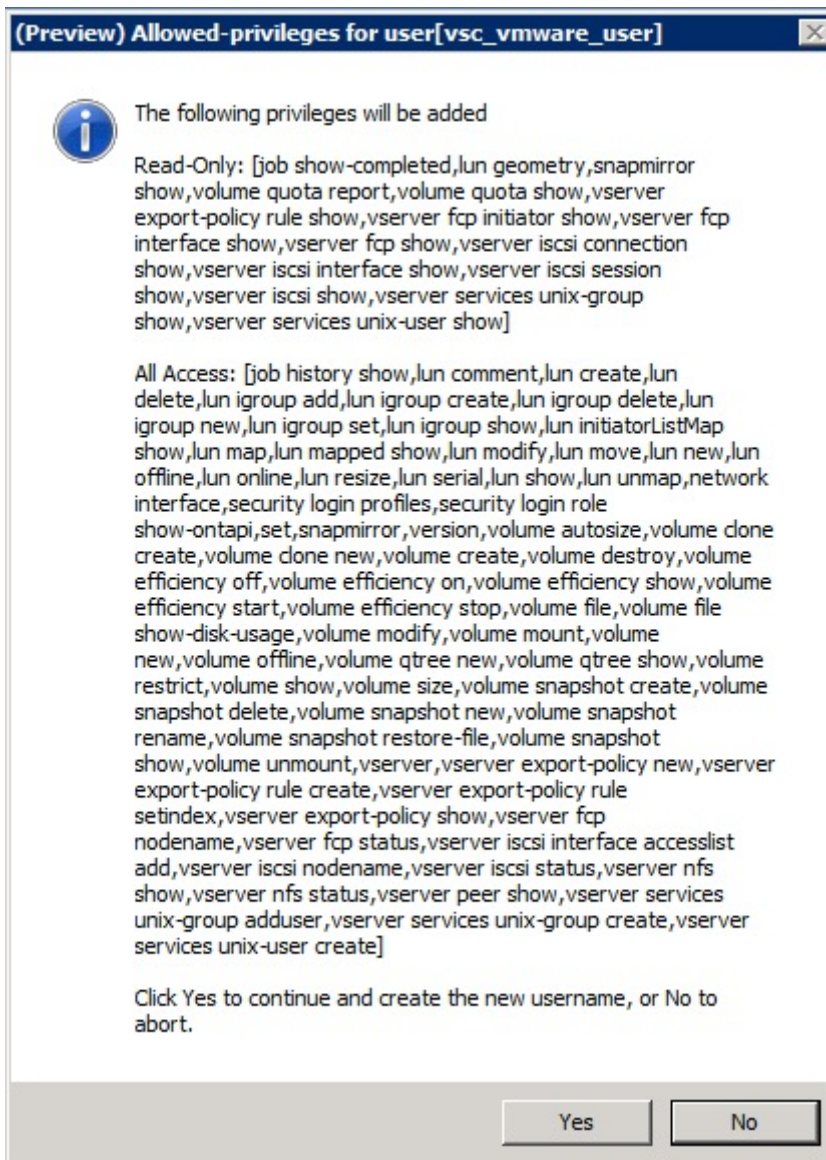 (Preview) Allowed-privileges for user[vsc_vmware_user]
The following privileges will be added
Read-Only: [job show-completed,lun geometry,snapmirror
show,volume quota report,volume quota show,vserver
export-policy rule show,vserver fcp initiator show,vserver fcp
interface show,vserver fcp show,vserver iscsi connection
show,vserver iscsi interface show,vserver iscsi session
show,vserver iscsi show,vserver services unix-group
show,vserver services unix-user show]
All Access: [job history show,lun comment,lun create,lun
delete,lun igroup add,lun igroup create,lun igroup delete,lun
igroup new,lun igroup set,lun igroup show,lun initiatorListMap
show,lun map,lun mapped show,lun modify,lun move,lun new,lun
offline,lun online,lun resize,lun serial,lun show,lun unmap,network
interface,security login profiles,security login role
show-ontapi,set,snapmirror,version,volume autosize,volume clone
create,volume clone new,volume create,volume destroy,volume
efficiency off,volume efficiency on,volume efficiency show,volume
efficiency start,volume efficiency stop,volume file,volume file
show-disk-usage,volume modify,volume mount,volume
new,volume offline,volume qtree new,volume qtree show,volume
restrict,volume show,volume size,volume snapshot create,volume
snapshot delete,volume snapshot new,volume snapshot
rename,volume snapshot restore-file,volume snapshot
show,volume unmount,vserver,vserver export-policy new,vserver
export-policy rule create,vserver export-policy rule
setindex,vserver export-policy show,vserver fcp
nodename,vserver fcp status,vserver iscsi interface accesslist
add,vserver iscsi nodename,vserver iscsi status,vserver nfs
show,vserver nfs status,vserver peer show,vserver services
unix-group adduser,vserver services unix-group create,vserver
services unix-user create]
Click Yes to continue and create the new username, or No to
abort.
Yes
No